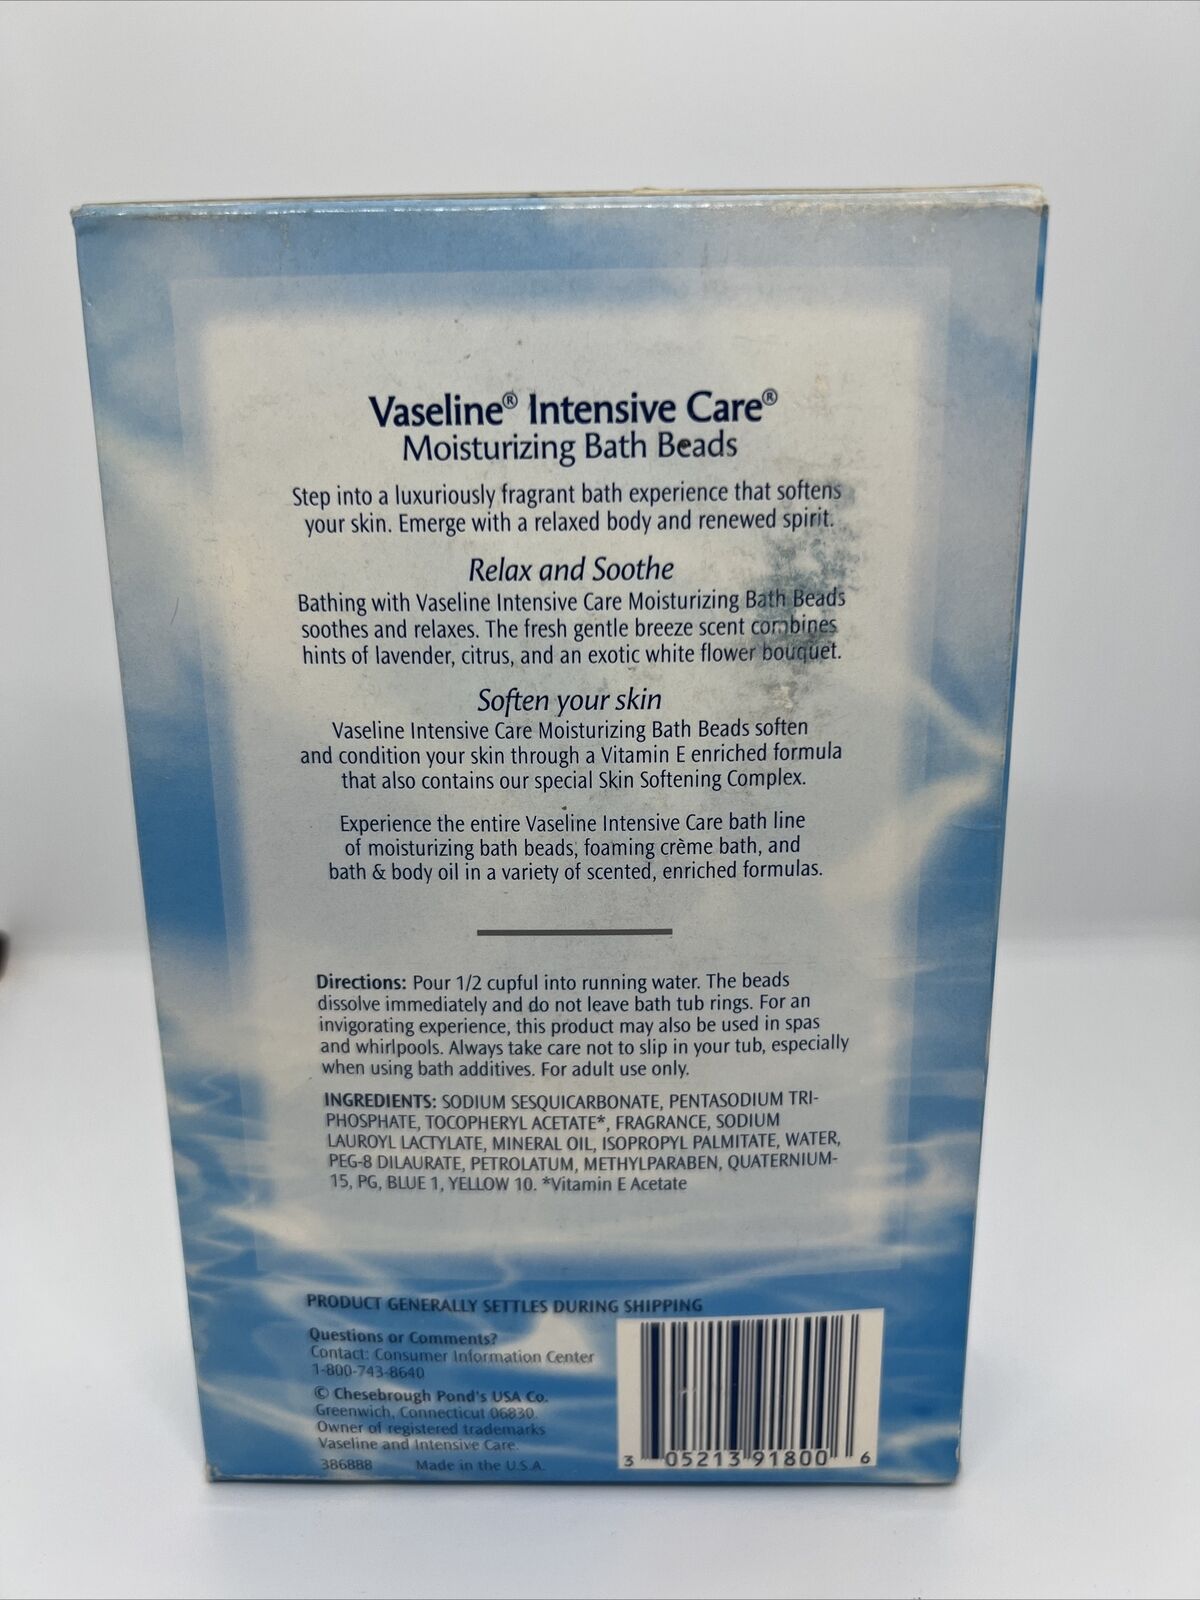 Vaseline® Intensive Care®
Moisturizing Bath Beads
Step into a luxuriously fragrant bath experience that softens
your skin. Emerge with a relaxed body and renewed spirit.
Relax and Soothe
Bathing with Vaseline Intensive Care Moisturizing Bath Beads
soothes and relaxes. The fresh gentle breeze scent combines
hints of lavender, citrus, and an exotic white flower bouquet.
Soften your skin
Vaseline Intensive Care Moisturizing Bath Beads soften
and condition your skin through a Vitamin E enriched formula
that also contains our special Skin Softening Complex.
Experience the entire Vaseline Intensive Care bath line
of moisturizing bath beads, foaming crème bath, and
bath & body oil in a variety of scented, enriched formulas.
Directions: Pour 1/2 cupful into running water. The beads
dissolve immediately and do not leave bath tub rings. For an
invigorating experience, this product may also be used in spas
and whirlpools. Always take care not to slip in your tub, especially
when using bath additives. For adult use only.
INGREDIENTS: SODIUM SESQUICARBONATE, PENTASODIUM TRI-
PHOSPHATE, TOCOPHERYL ACETATE*, FRAGRANCE, SODIUM
LAUROYL LACTYLATE, MINERAL OIL, ISOPROPYL PALMITATE, WATER,
PEG-8 DILAURATE, PETROLATUM, METHYLPARABEN, QUATERNIUM-
15, PG, BLUE 1, YELLOW 10. *Vitamin E Acetate
PRODUCT GENERALLY SETTLES DURING SHIPPING
Questions or Comments?
Contact: Consumer Information Center
1-800-743-8640
© Chesebrough Pond's USA Co.
Greenwich, Connecticut 06830.
Owner of registered trademarks
Vaseline and Intensive Care.
386888 Made in the U.S.A.
3 05213 91800 6